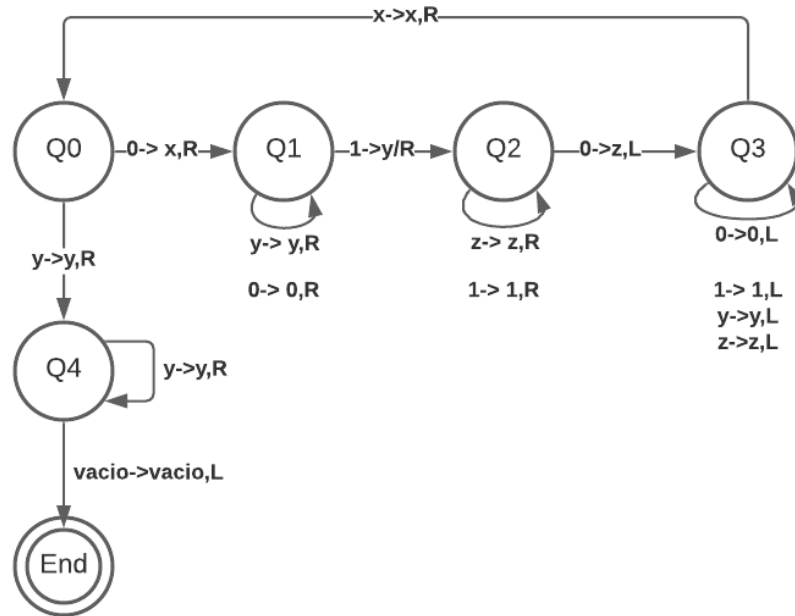 x->x,R
Q0
0-> x,R
Q1
1->y/R
Q2
0->z,L
Q3
y-> y,R
0-> 0,R
z-> z,R
1-> 1,R
0->0,L
1-> 1,L
y->y,L
z->z,L
y->y,R
Q4
y->y,R
vacio->vacio,L
End